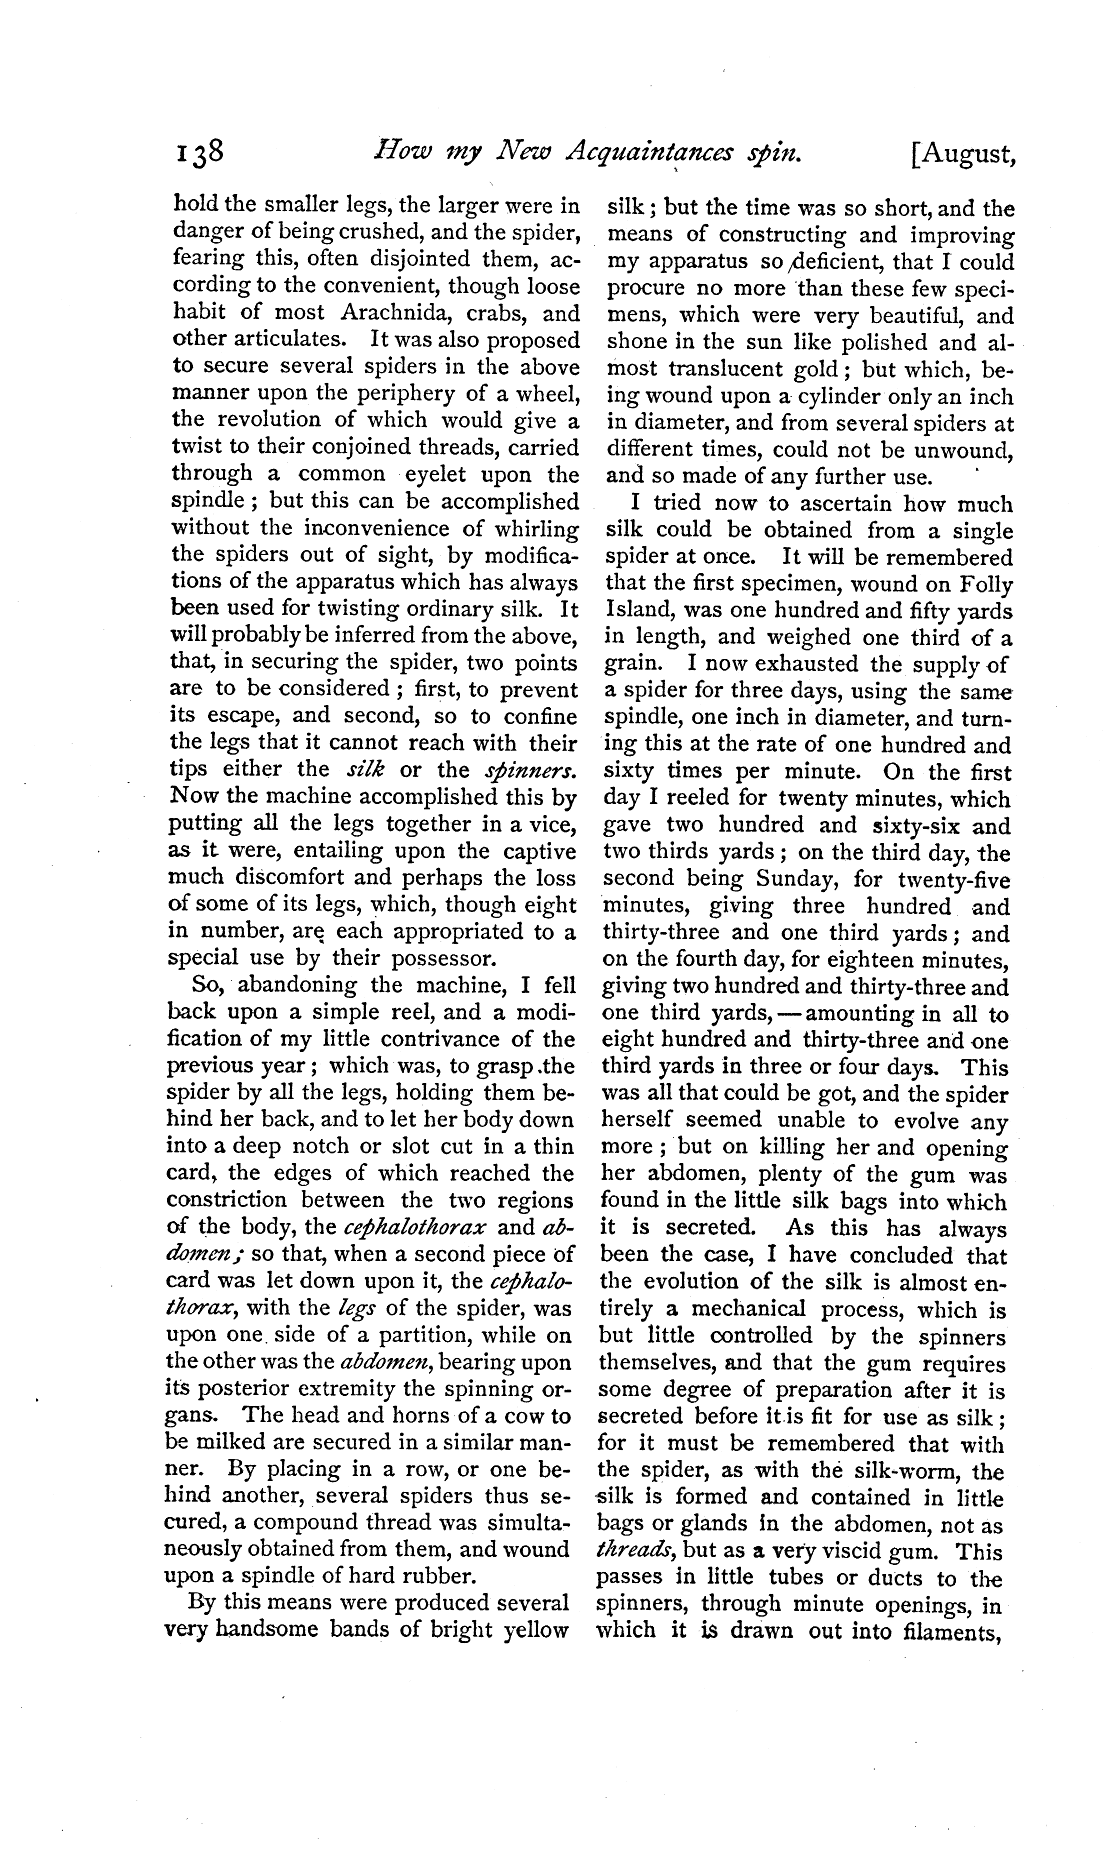 138 How my New Acquaintances spin. [August,
hold the smaller legs, the larger were in
danger of being crushed, and the spider,
fearing this, often disjointed them, ac-
cording to the convenient, though loose
habit of most Arachnida, crabs, and
other articulates. It was also proposed
to secure several spiders in the above
manner upon the periphery of a wheel,
the revolution of which would give a
twist to their conjoined threads, carried
through a common eyelet upon the
spindle; but this can be accomplished
without the inconvenience of whirling
the spiders out of sight, by modifica-
tions of the apparatus which has always
been used for twisting ordinary silk. It
will probably be inferred from the above,
that, in securing the spider, two points
are to be considered; first, to prevent
its escape, and second, so to confine
the legs that it cannot reach with their
tips either the silk or the spinners.
Now the machine accomplished this by
putting all the legs together in a vice,
as it were, entailing upon the captive
much discomfort and perhaps the loss
of some of its legs, which, though eight
in number, are each appropriated to a
special use by their possessor.
So, abandoning the machine, I fell
back upon a simple reel, and a modi-
fication of my little contrivance of the
previous year; which was, to grasp the
spider by all the legs, holding them be-
hind her back, and to let her body down
into a deep notch or slot cut in a thin
card, the edges of which reached the
constriction between the two regions
of the body, the cephalothorax and ab-
domen; so that, when a second piece of
card was let down upon it, the cephalo-
thorax, with the legs of the spider, was
upon one side of a partition, while on
the other was the abdomen, bearing upon
its posterior extremity the spinning or-
gans. The head and horns of a cow to
be milked are secured in a similar man-
ner. By placing in a row, or one be-
hind another, several spiders thus se-
cured, a compound thread was simulta-
neously obtained from them, and wound
upon a spindle of hard rubber.
By this means were produced several
very handsome bands of bright yellow
silk; but the time was so short, and the
means of constructing and improving
my apparatus so deficient, that I could
procure no more than these few speci-
mens, which were very beautiful, and
shone in the sun like polished and al-
most translucent gold; but which, be-
ing wound upon a cylinder only an inch
in diameter, and from several spiders at
different times, could not be unwound,
and so made of any further use.
I tried now to ascertain how much
silk could be obtained from a single
spider at once. It will be remembered
that the first specimen, wound on Folly
Island, was one hundred and fifty yards
in length, and weighed one third of a
grain. I now exhausted the supply of
a spider for three days, using the same
spindle, one inch in diameter, and turn-
ing this at the rate of one hundred and
sixty times per minute. On the first
day I reeled for twenty minutes, which
gave two hundred and sixty-six and
two thirds yards; on the third day, the
second being Sunday, for twenty-five
minutes, giving three hundred and
thirty-three and one third yards; and
on the fourth day, for eighteen minutes,
giving two hundred and thirty-three and
one third yards,—amounting in all to
eight hundred and thirty-three and one
third yards in three or four days. This
was all that could be got, and the spider
herself seemed unable to evolve any
more; but on killing her and opening
her abdomen, plenty of the gum was
found in the little silk bags into which
it is secreted. As this has always
been the case, I have concluded that
the evolution of the silk is almost en-
tirely a mechanical process, which is
but little controlled by the spinners
themselves, and that the gum requires
some degree of preparation after it is
secreted before it is fit for use as silk;
for it must be remembered that with
the spider, as with the silk-worm, the
silk is formed and contained in little
bags or glands in the abdomen, not as
threads, but as a very viscid gum. This
passes in little tubes or ducts to the
spinners, through minute openings, in
which it is drawn out into filaments,